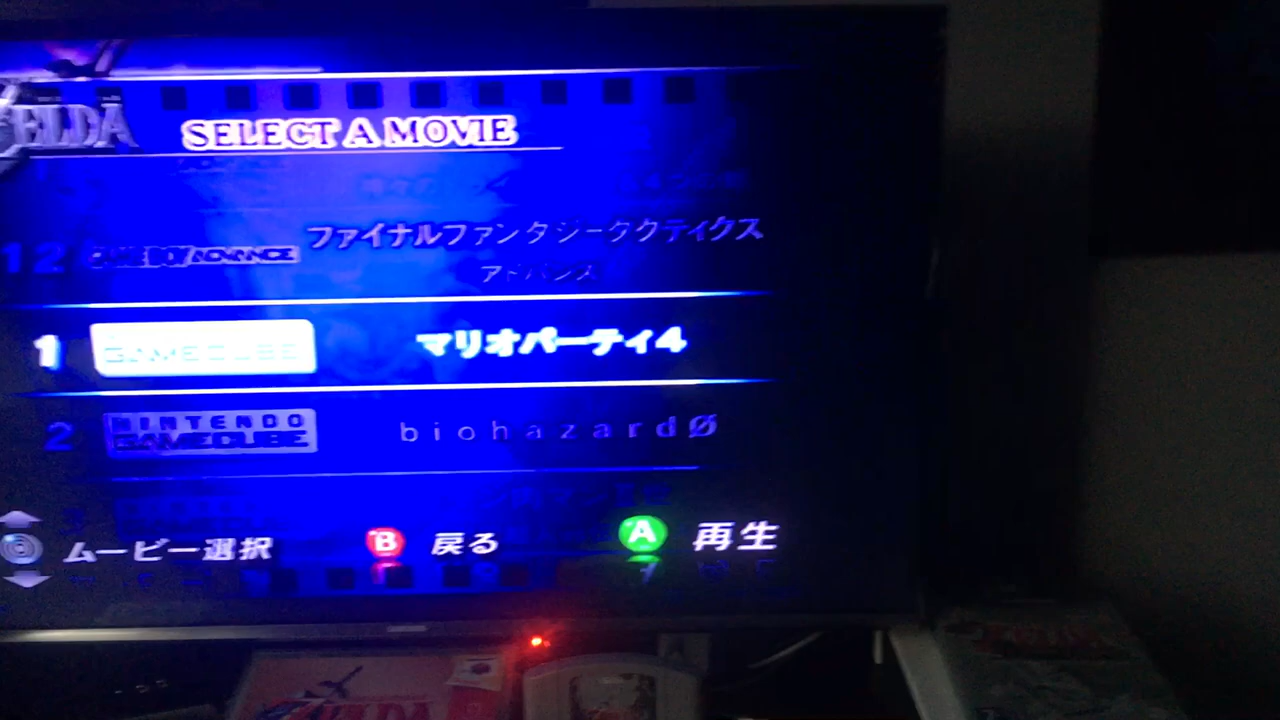 ZELDA
SELECT A MOVIE
12 GAME BOY ADVANCE ファイナルファンタジータクティクス
アドバンス
1 GAMECUBE マリオパーティ4
2 NINTENDO GAMECUBE biohazard0
ムービー選択 B 戻る A 再生
ZELDA